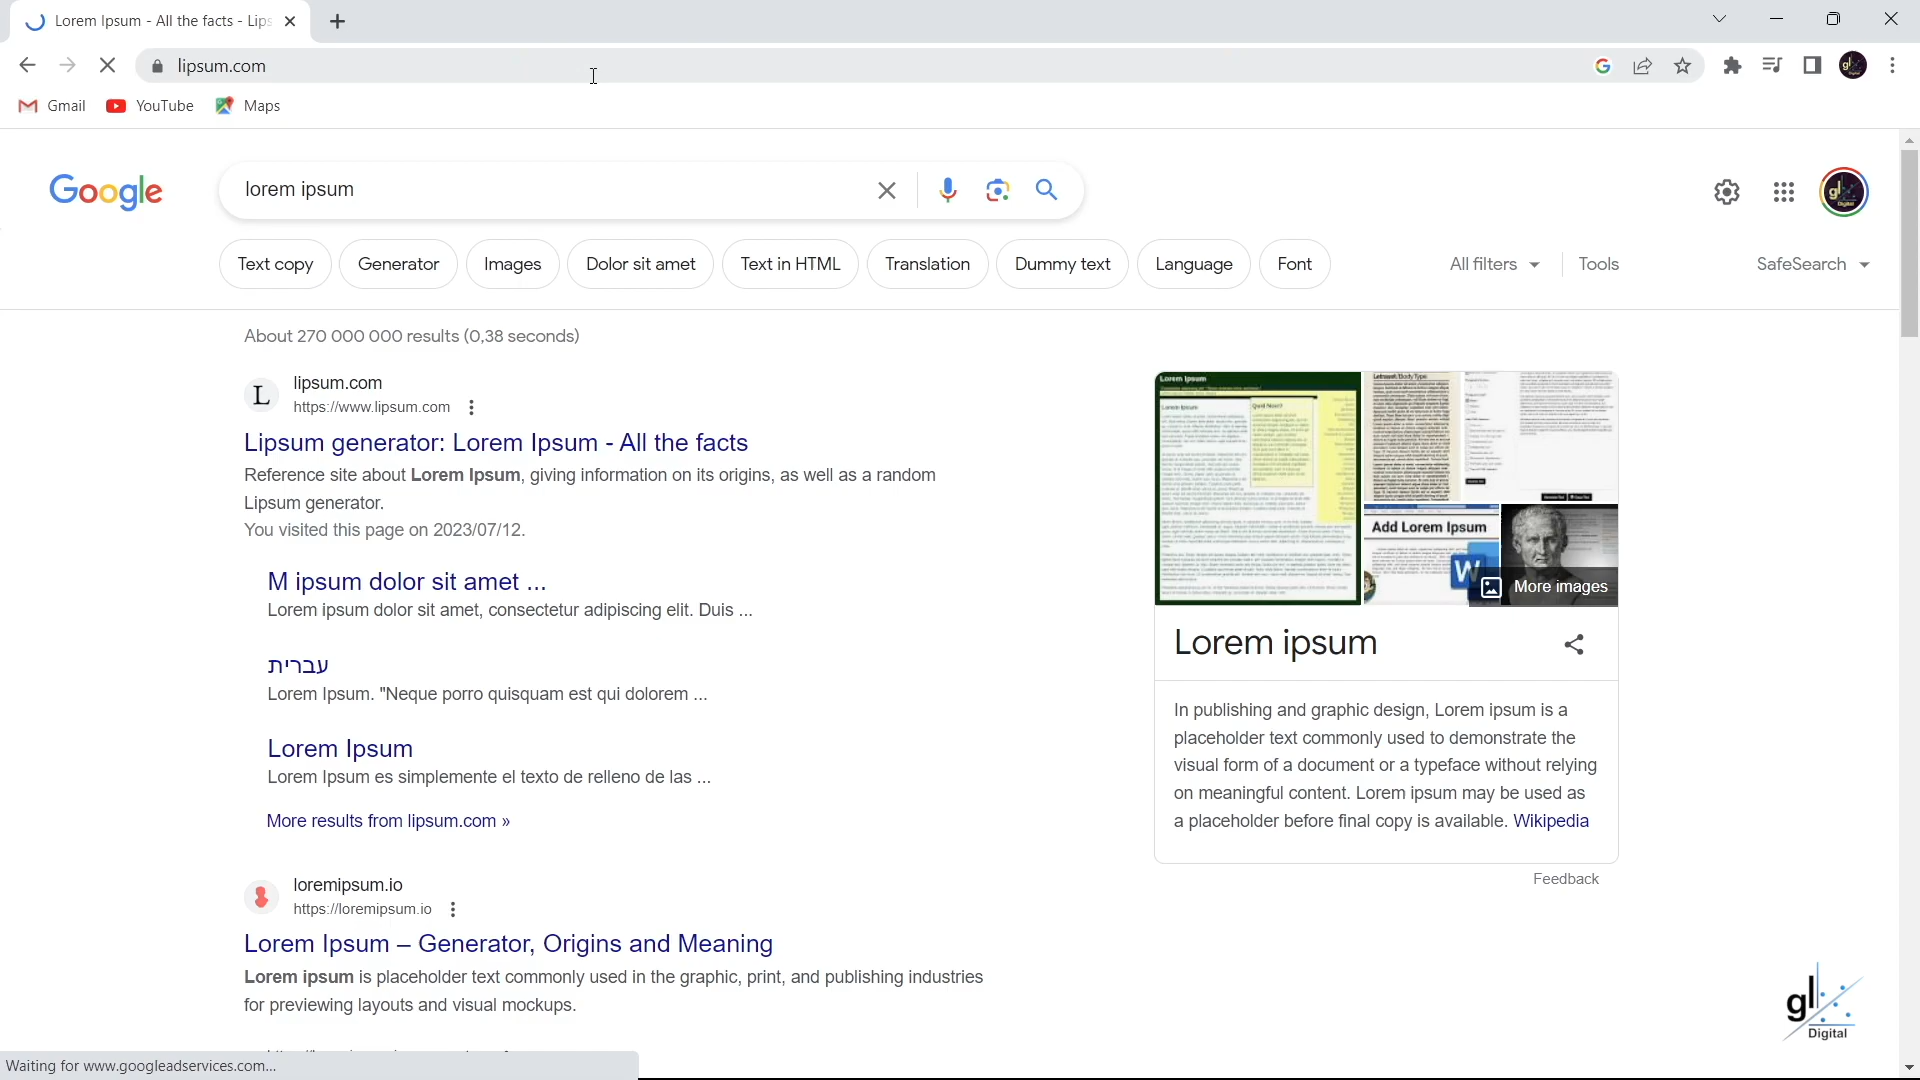 Lorem Ipsum - All the facts - Lips
lipsum.com
Gmail YouTube Maps
Google
lorem ipsum
Text copy Generator Images Dolor sit amet Text in HTML Translation Dummy text Language Font All filters Tools SafeSearch
About 270 000 000 results (0,38 seconds)
L
lipsum.com
https://www.lipsum.com
Lipsum generator: Lorem Ipsum - All the facts
Reference site about Lorem Ipsum, giving information on its origins, as well as a random
Lipsum generator.
You visited this page on 2023/07/12.
M ipsum dolor sit amet ...
Lorem ipsum dolor sit amet, consectetur adipiscing elit. Duis ...
עברית
Lorem Ipsum. "Neque porro quisquam est qui dolorem ...
Lorem Ipsum
Lorem Ipsum es simplemente el texto de relleno de las ...
More results from lipsum.com »
loremipsum.io
https://loremipsum.io
Lorem Ipsum – Generator, Origins and Meaning
Lorem ipsum is placeholder text commonly used in the graphic, print, and publishing industries
for previewing layouts and visual mockups.
Lorem Ipsum
Lorem Ipsum
Quid Non?
Letraset Body Type
Add Lorem Ipsum
W
More images
Lorem ipsum
In publishing and graphic design, Lorem ipsum is a
placeholder text commonly used to demonstrate the
visual form of a document or a typeface without relying
on meaningful content. Lorem ipsum may be used as
a placeholder before final copy is available. Wikipedia
Feedback
gl
Digital
Waiting for www.googleadservices.com...